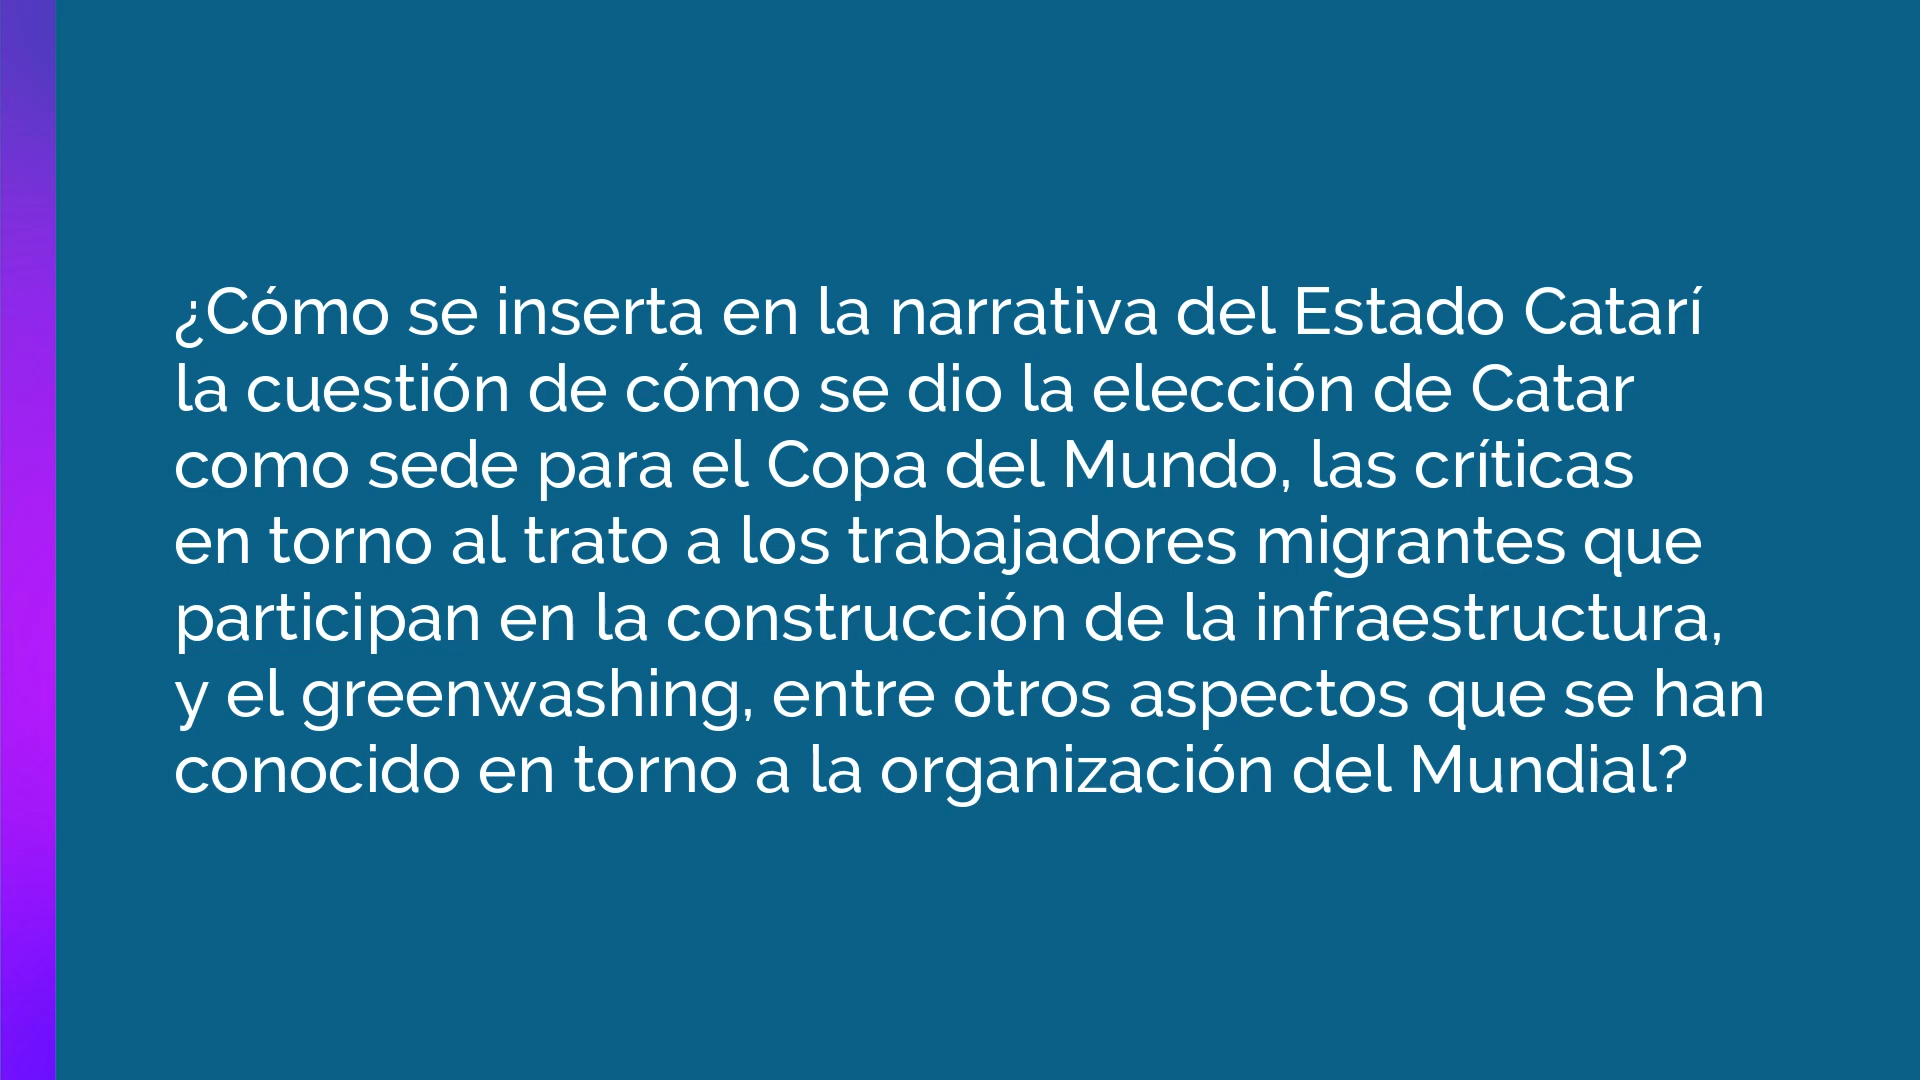 ¿Cómo se inserta en la narrativa del Estado Catarí
la cuestión de cómo se dio la elección de Catar
como sede para el Copa del Mundo, las críticas
en torno al trato a los trabajadores migrantes que
participan en la construcción de la infraestructura,
y el greenwashing, entre otros aspectos que se han
conocido en torno a la organización del Mundial?